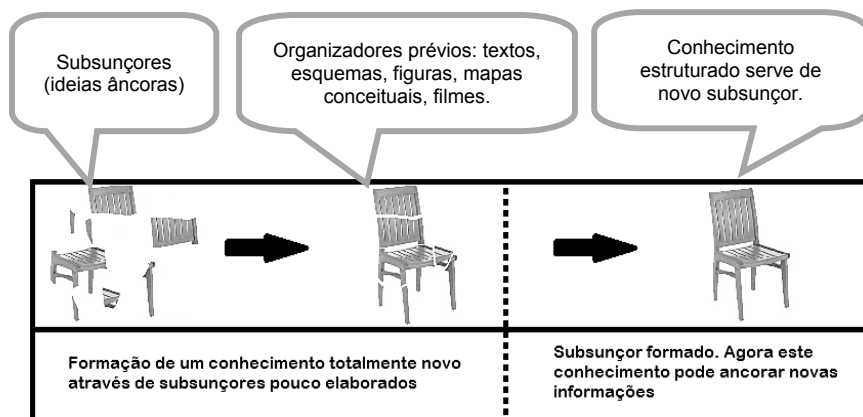 Subsunçores
(ideias âncoras)
Organizadores prévios: textos,
esquemas, figuras, mapas
conceituais, filmes.
Conhecimento
estruturado serve de
novo subsunçor.
Formação de um conhecimento totalmente novo
através de subsunçores pouco elaborados
Subsunçor formado. Agora este
conhecimento pode ancorar novas
informações